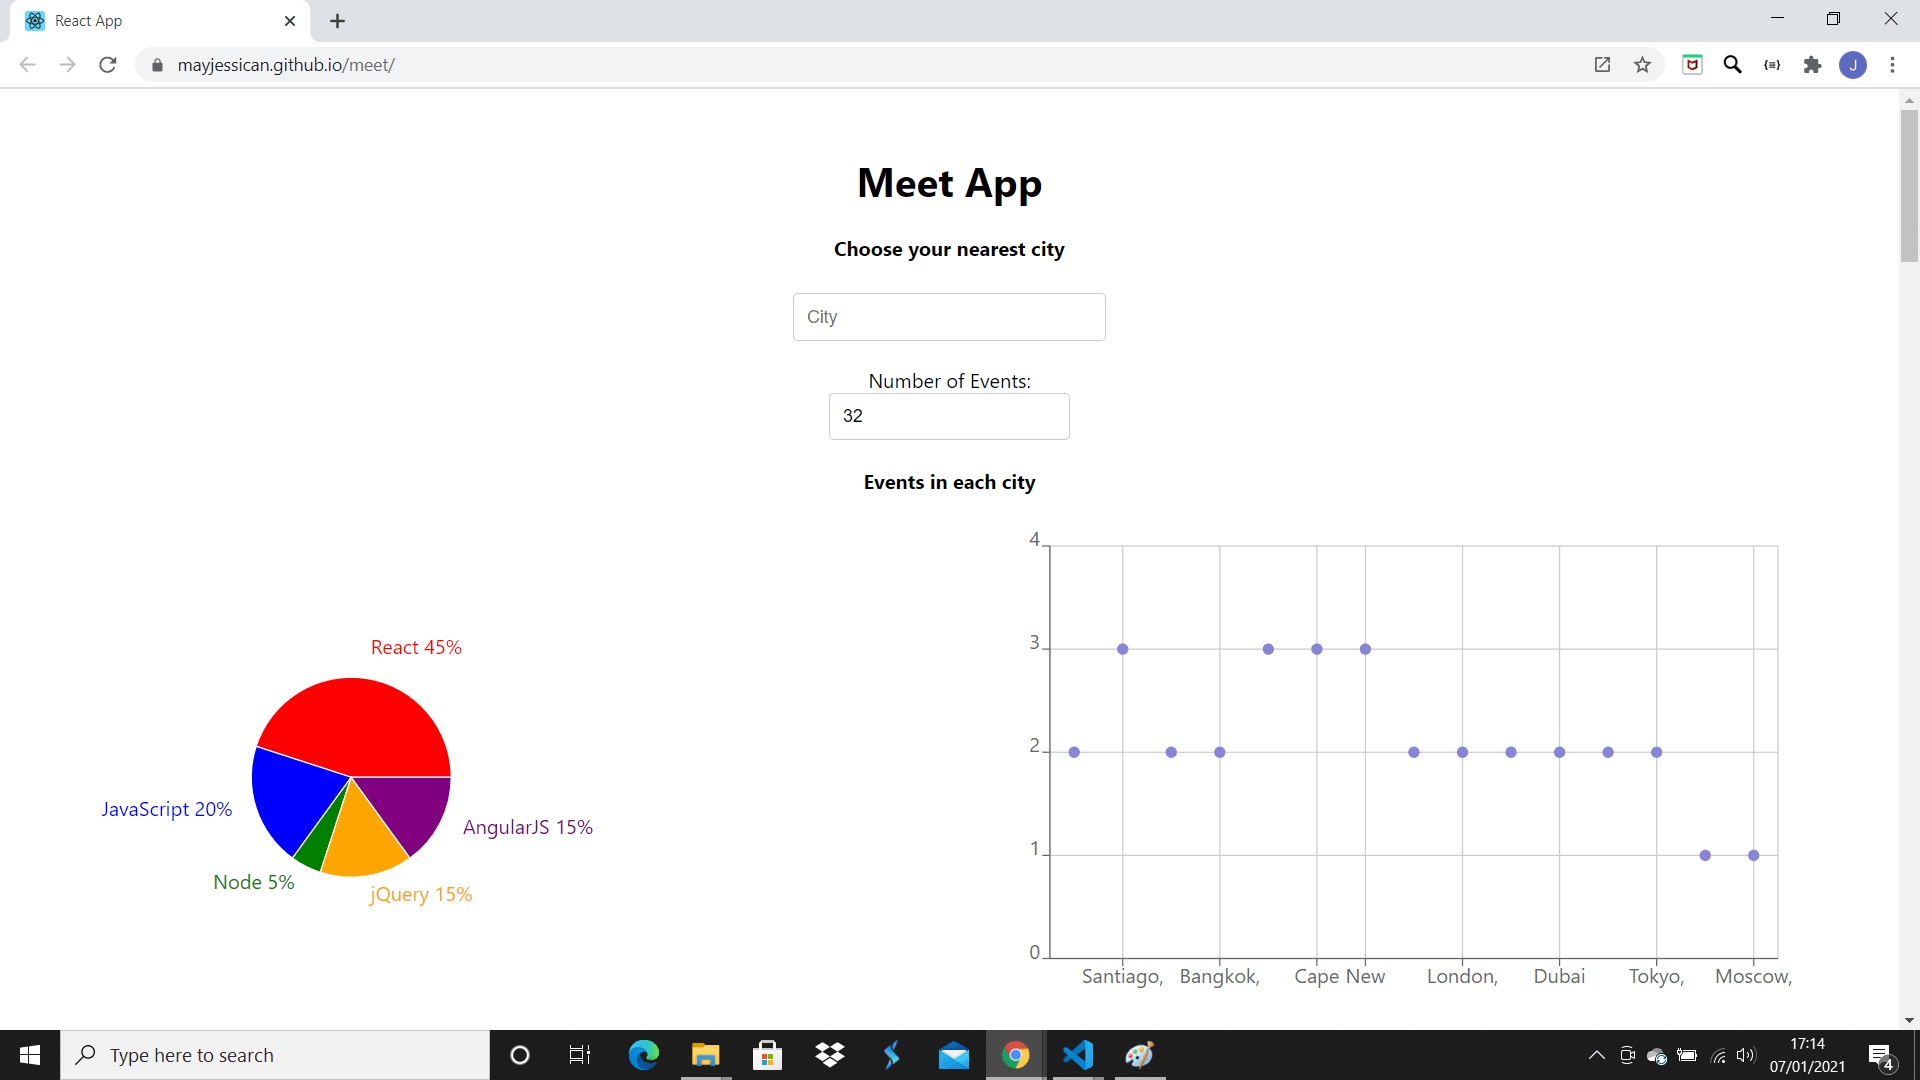 React App
mayjessican.github.io/meet/
J
Meet App
Choose your nearest city
City
Number of Events:
32
Events in each city
React 45%
JavaScript 20%
AngularJS 15%
Node 5%
jQuery 15%
4
3
2
1
0
Santiago, Bangkok, Cape New London, Dubai Tokyo, Moscow,
Type here to search
17:14
07/01/2021
4